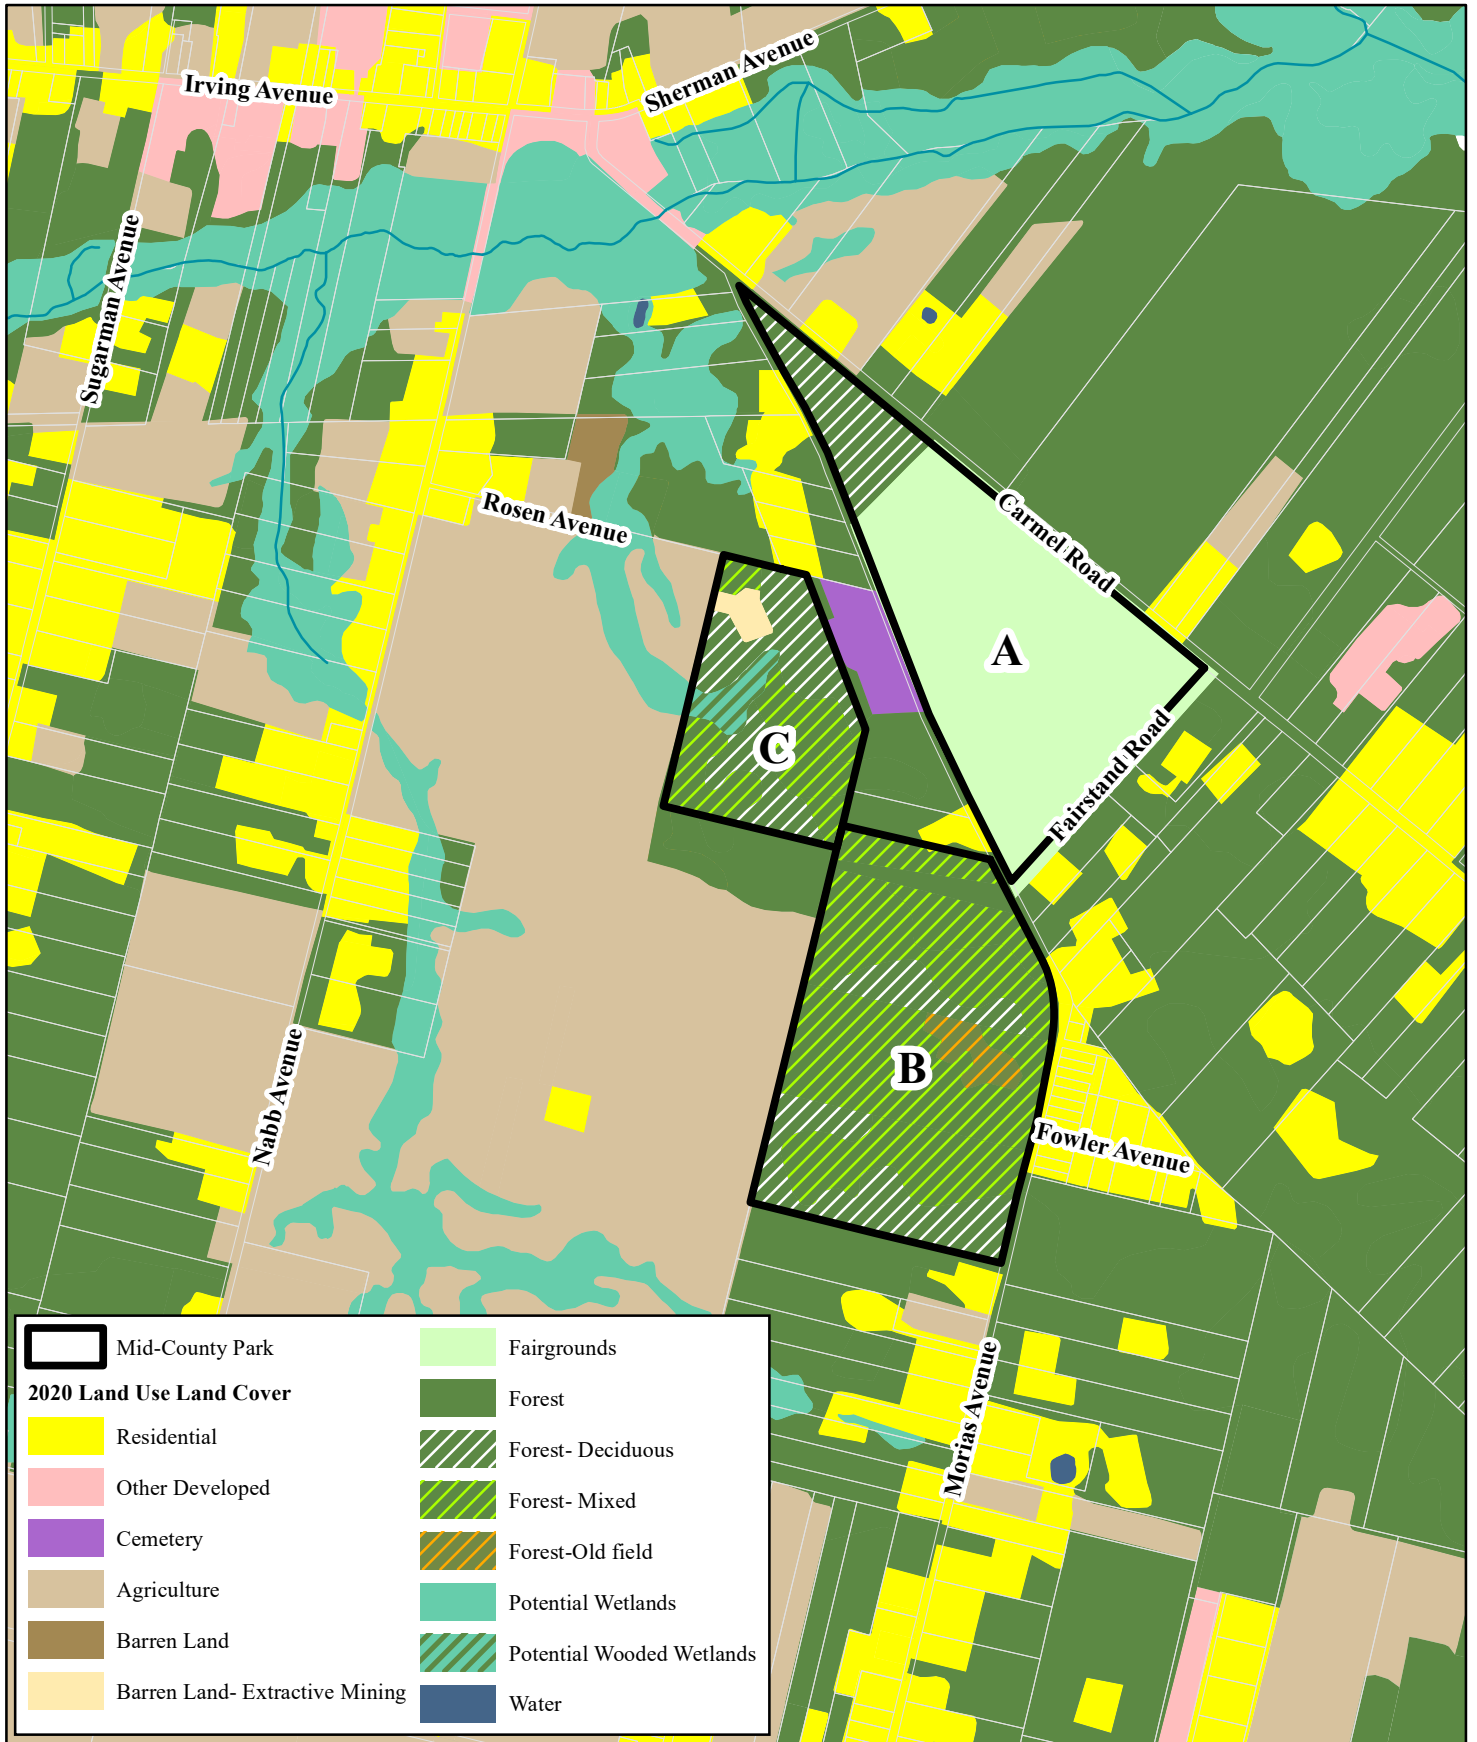 Sherman Avenue
Irving Avenue
Sugarman Avenue
Rosen Avenue
Carmel Road
A
C
Fairstand Road
B
Nabb Avenue
Fowler Avenue
Morias Avenue
Mid-County Park
2020 Land Use Land Cover
Residential
Other Developed
Cemetery
Agriculture
Barren Land
Barren Land- Extractive Mining
Fairgrounds
Forest
Forest- Deciduous
Forest- Mixed
Forest-Old field
Potential Wetlands
Potential Wooded Wetlands
Water